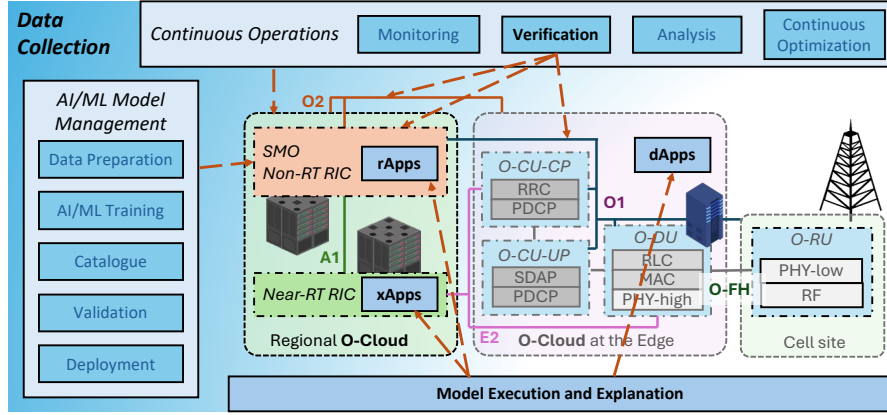 Data
Collection
Continuous Operations
Monitoring
Verification
Analysis
Continuous
Optimization
AI/ML Model
Management
Data Preparation
AI/ML Training
Catalogue
Validation
Deployment
O2
SMO
Non-RT RIC
rApps
A1
Near-RT RIC
xApps
Regional O-Cloud
O-CU-CP
RRC
PDCP
O-CU-UP
SDAP
PDCP
dApps
O1
O-DU
RLC
MAC
PHY-high
E2
O-Cloud at the Edge
O-FH
O-RU
PHY-low
RF
Cell site
Model Execution and Explanation